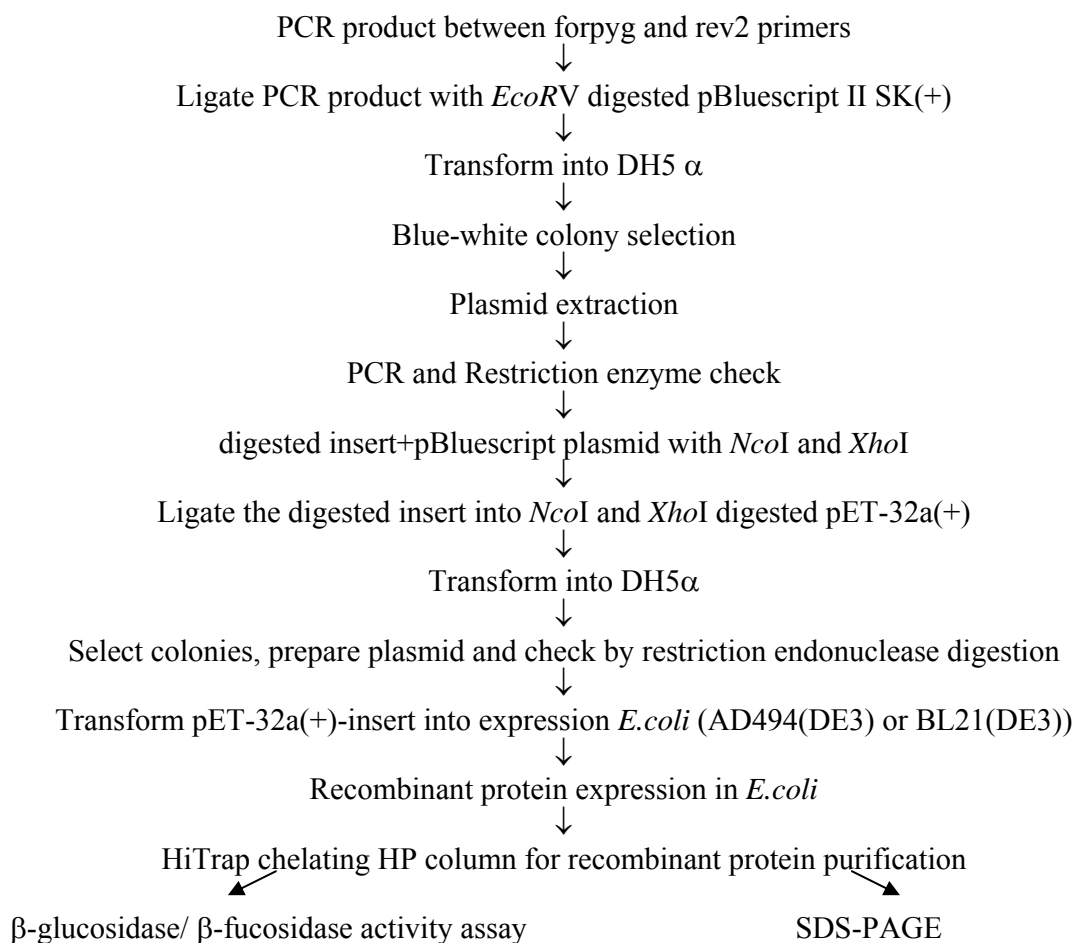 PCR product between forpyg and rev2 primers
↓
Ligate PCR product with EcoRV digested pBluescript II SK(+)
↓
Transform into DH5 α
↓
Blue-white colony selection
↓
Plasmid extraction
↓
PCR and Restriction enzyme check
↓
digested insert+pBluescript plasmid with NcoI and XhoI
↓
Ligate the digested insert into NcoI and XhoI digested pET-32a(+)
↓
Transform into DH5α
↓
Select colonies, prepare plasmid and check by restriction endonuclease digestion
↓
Transform pET-32a(+)-insert into expression E.coli (AD494(DE3) or BL21(DE3))
↓
Recombinant protein expression in E.coli
↓
HiTrap chelating HP column for recombinant protein purification
β-glucosidase/ β-fucosidase activity assay SDS-PAGE